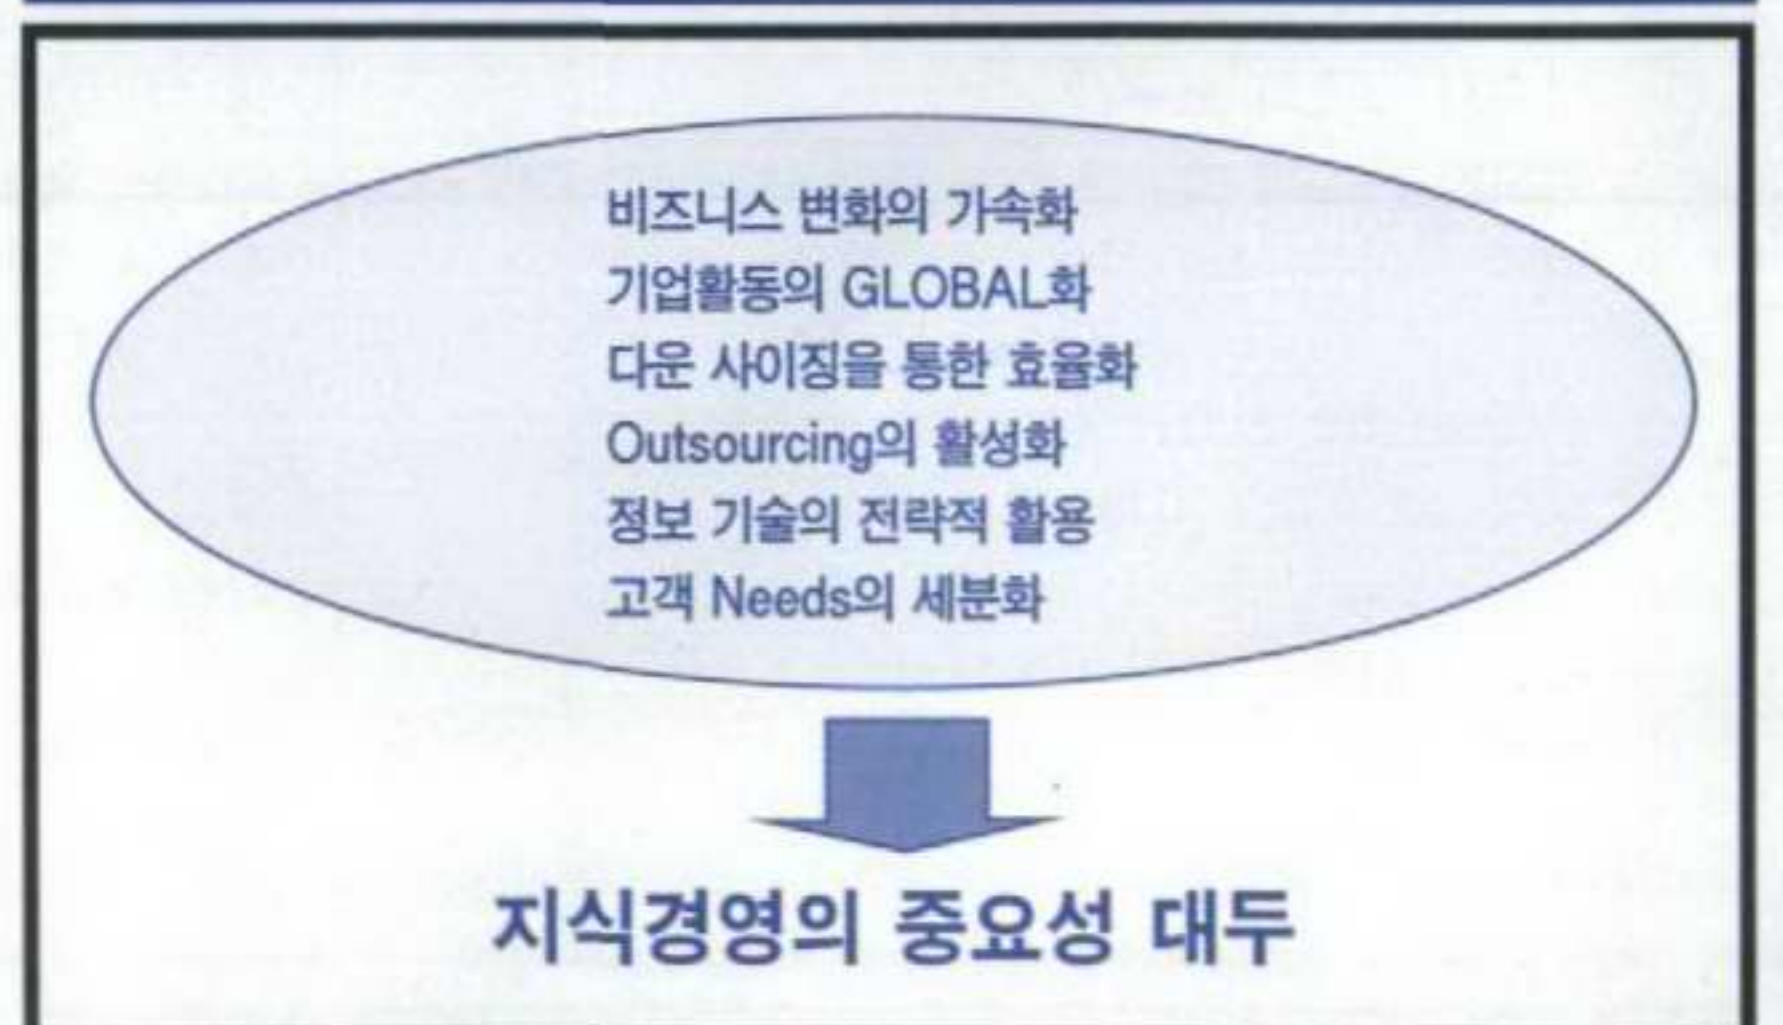 비즈니스 변화의 가속화
기업활동의 GLOBAL화
다운 사이징을 통한 효율화
Outsourcing의 활성화
정보 기술의 전략적 활용
고객 Needs의 세분화
지식경영의 중요성 대두